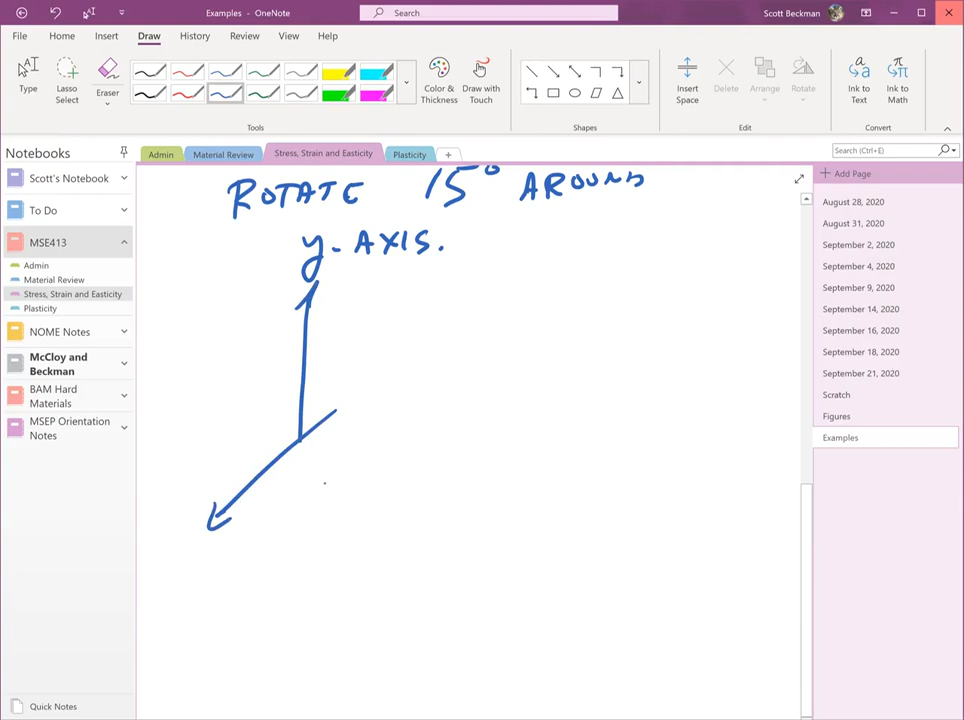 Examples - OneNote
Search
Scott Beckman
File Home Insert Draw History Review View Help
Type
Lasso
Select
Eraser
Color &
Thickness
Draw with
Touch
Insert
Space
Delete
Arrange
Rotate
Ink to
Text
Ink to
Math
Tools
Shapes
Edit
Convert
Notebooks
Admin
Material Review
Stress, Strain and Easticity
Plasticity
Search (Ctrl+E)
Scott's Notebook
To Do
MSE413
Admin
Material Review
Stress, Strain and Easticity
Plasticity
NOME Notes
McCloy and
Beckman
BAM Hard
Materials
MSEP Orientation
Notes
Quick Notes
ROTATE 15° AROUND
y-AXIS.
Add Page
August 28, 2020
August 31, 2020
September 2, 2020
September 4, 2020
September 9, 2020
September 14, 2020
September 16, 2020
September 18, 2020
September 21, 2020
Scratch
Figures
Examples